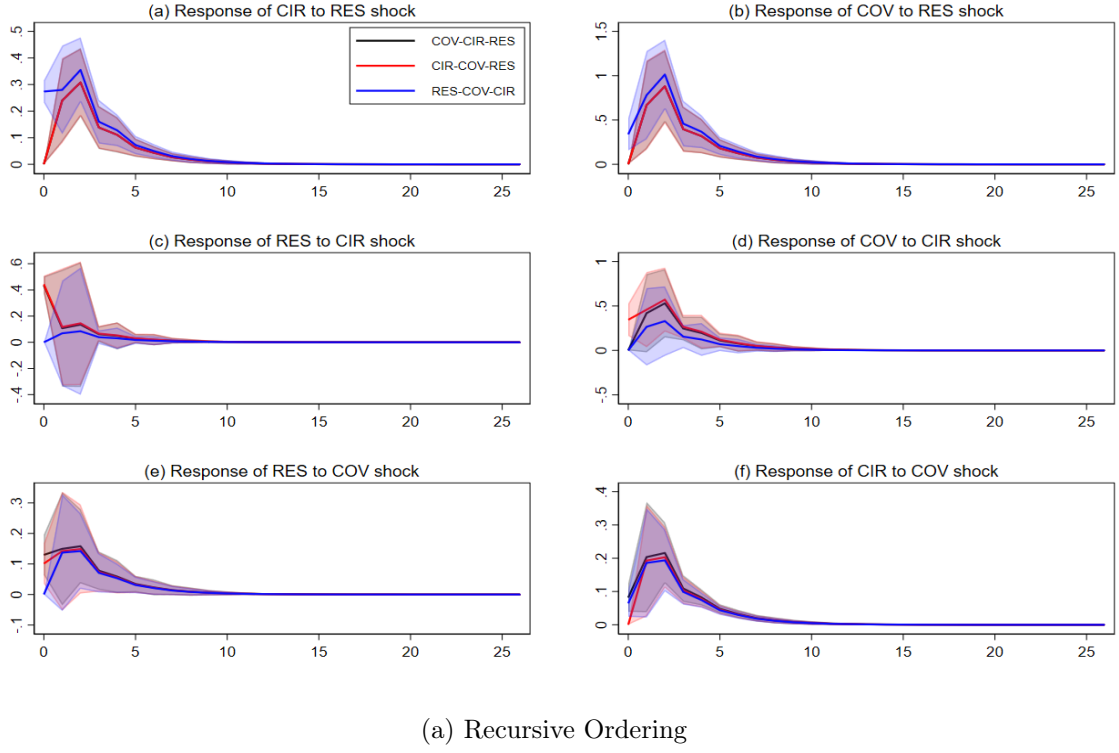 (a) Response of CIR to RES shock
.5
.4
.3
.2
.1
0
0 5 10 15 20 25
COV-CIR-RES
CIR-COV-RES
RES-COV-CIR
(b) Response of COV to RES shock
1.5
1
.5
0
0 5 10 15 20 25
(c) Response of RES to CIR shock
.6
.4
.2
0
-.2
-.4
0 5 10 15 20 25
(d) Response of COV to CIR shock
1
.5
0
-.5
0 5 10 15 20 25
(e) Response of RES to COV shock
.3
.2
.1
0
-.1
0 5 10 15 20 25
(f) Response of CIR to COV shock
.4
.3
.2
.1
0
0 5 10 15 20 25
(a) Recursive Ordering